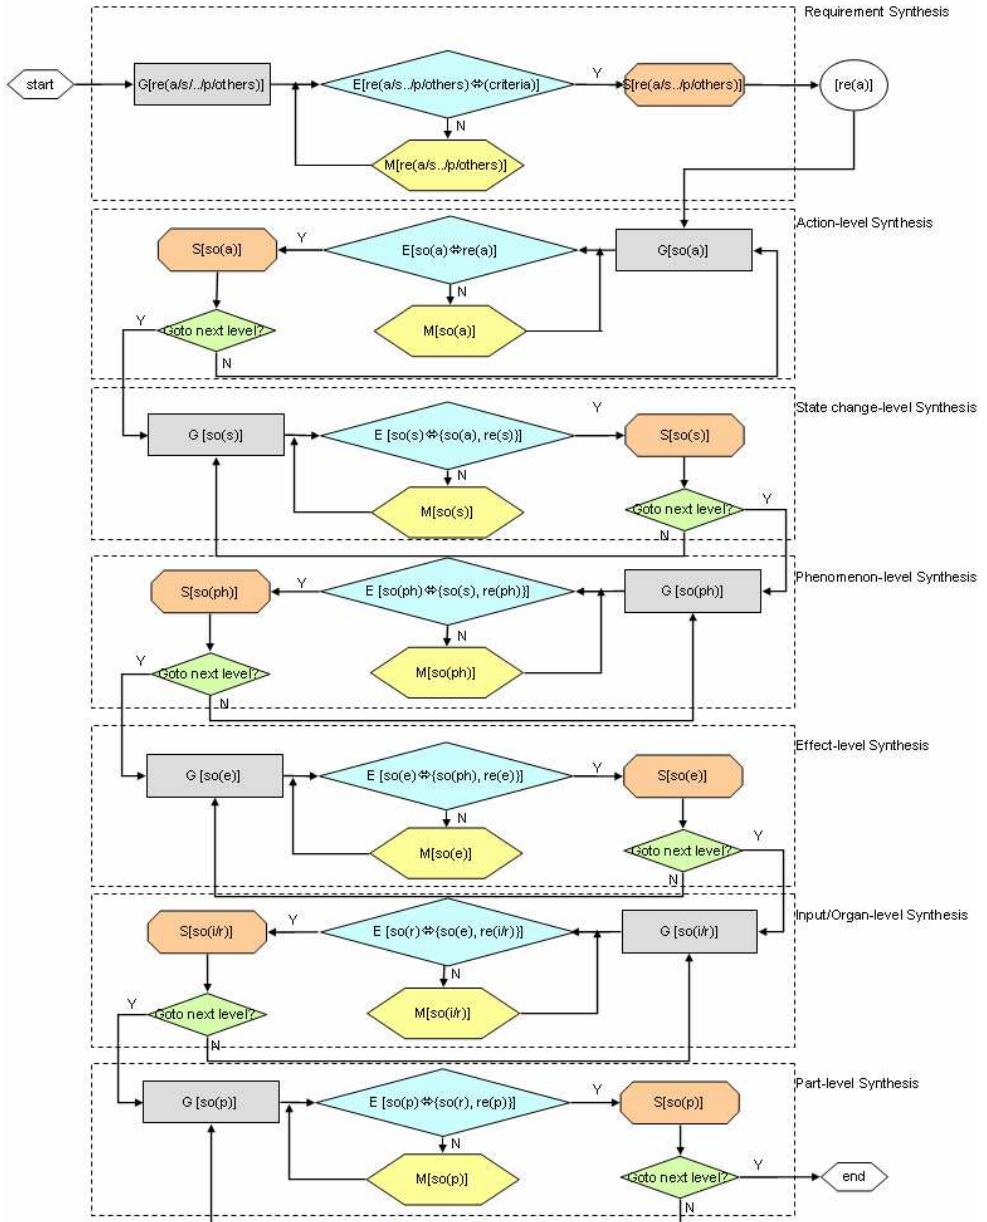 Requirement Synthesis
start
G[re(a/s/../p/others)]
E[re(a/s../p/others)⇔(criteria)]
Y
S[re(a/s../p/others)]
[re(a)]
N
M[re(a/s../p/others)]
Action-level Synthesis
S[so(a)]
Y
E[so(a)⇔re(a)]
G[so(a)]
N
M[so(a)]
Y
Goto next level?
N
State change-level Synthesis
G [so(s)]
E [so(s)⇔{so(a), re(s)}]
Y
S[so(s)]
N
M[so(s)]
Goto next level?
Y
N
Phenomenon-level Synthesis
S[so(ph)]
Y
E [so(ph)⇔{so(s), re(ph)}]
G [so(ph)]
N
M[so(ph)]
Y
Goto next level?
N
Effect-level Synthesis
G [so(e)]
E [so(e)⇔{so(ph), re(e)}]
Y
S[so(e)]
N
M[so(e)]
Goto next level?
Y
N
Input/Organ-level Synthesis
S[so(i/r)]
Y
E [so(r)⇔{so(e), re(i/r)}]
G [so(i/r)]
N
M[so(i/r)]
Y
Goto next level?
N
Part-level Synthesis
G [so(p)]
E [so(p)⇔{so(r), re(p)}]
Y
S[so(p)]
N
M[so(p)]
Goto next level?
Y
end
N